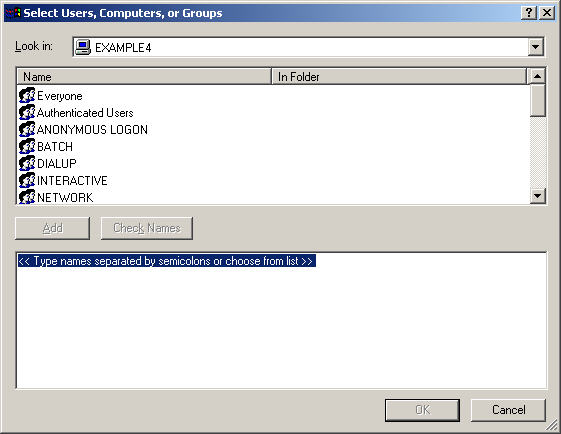 Select Users, Computers, or Groups
Look in: EXAMPLE4
Name In Folder
Everyone
Authenticated Users
ANONYMOUS LOGON
BATCH
DIALUP
INTERACTIVE
NETWORK
Add Check Names
<< Type names separated by semicolons or choose from list >>
OK Cancel